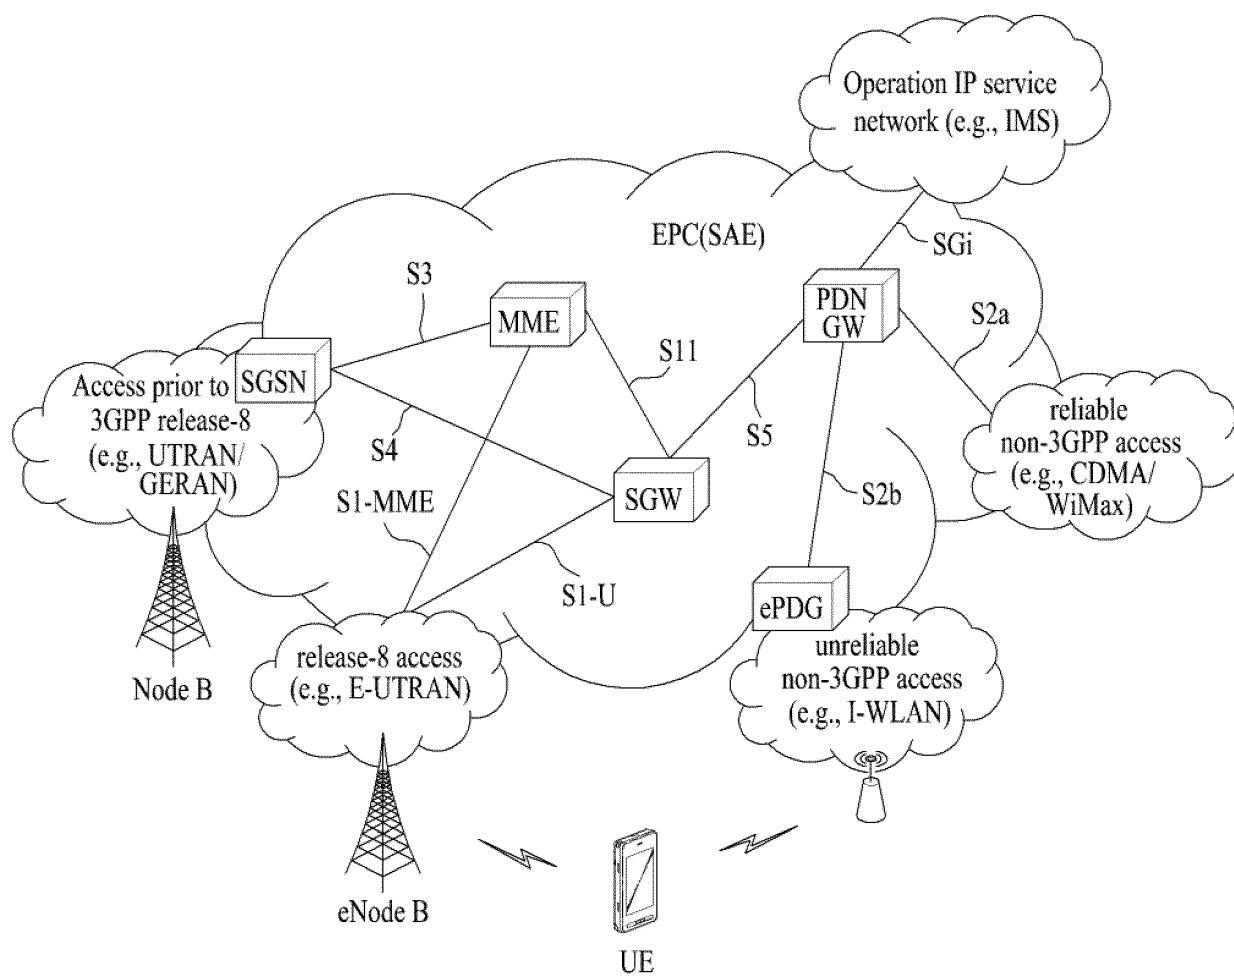 Operation IP service
network (e.g., IMS)
EPC(SAE)
SGi
S3
MME
PDN
GW
S2a
S11
SGSN
Access prior to
3GPP release-8
(e.g., UTRAN/
GERAN)
S4
S5
reliable
non-3GPP access
(e.g., CDMA/
WiMax)
S1-MME
SGW
S2b
S1-U
ePDG
Node B
release-8 access
(e.g., E-UTRAN)
unreliable
non-3GPP access
(e.g., I-WLAN)
eNode B
UE